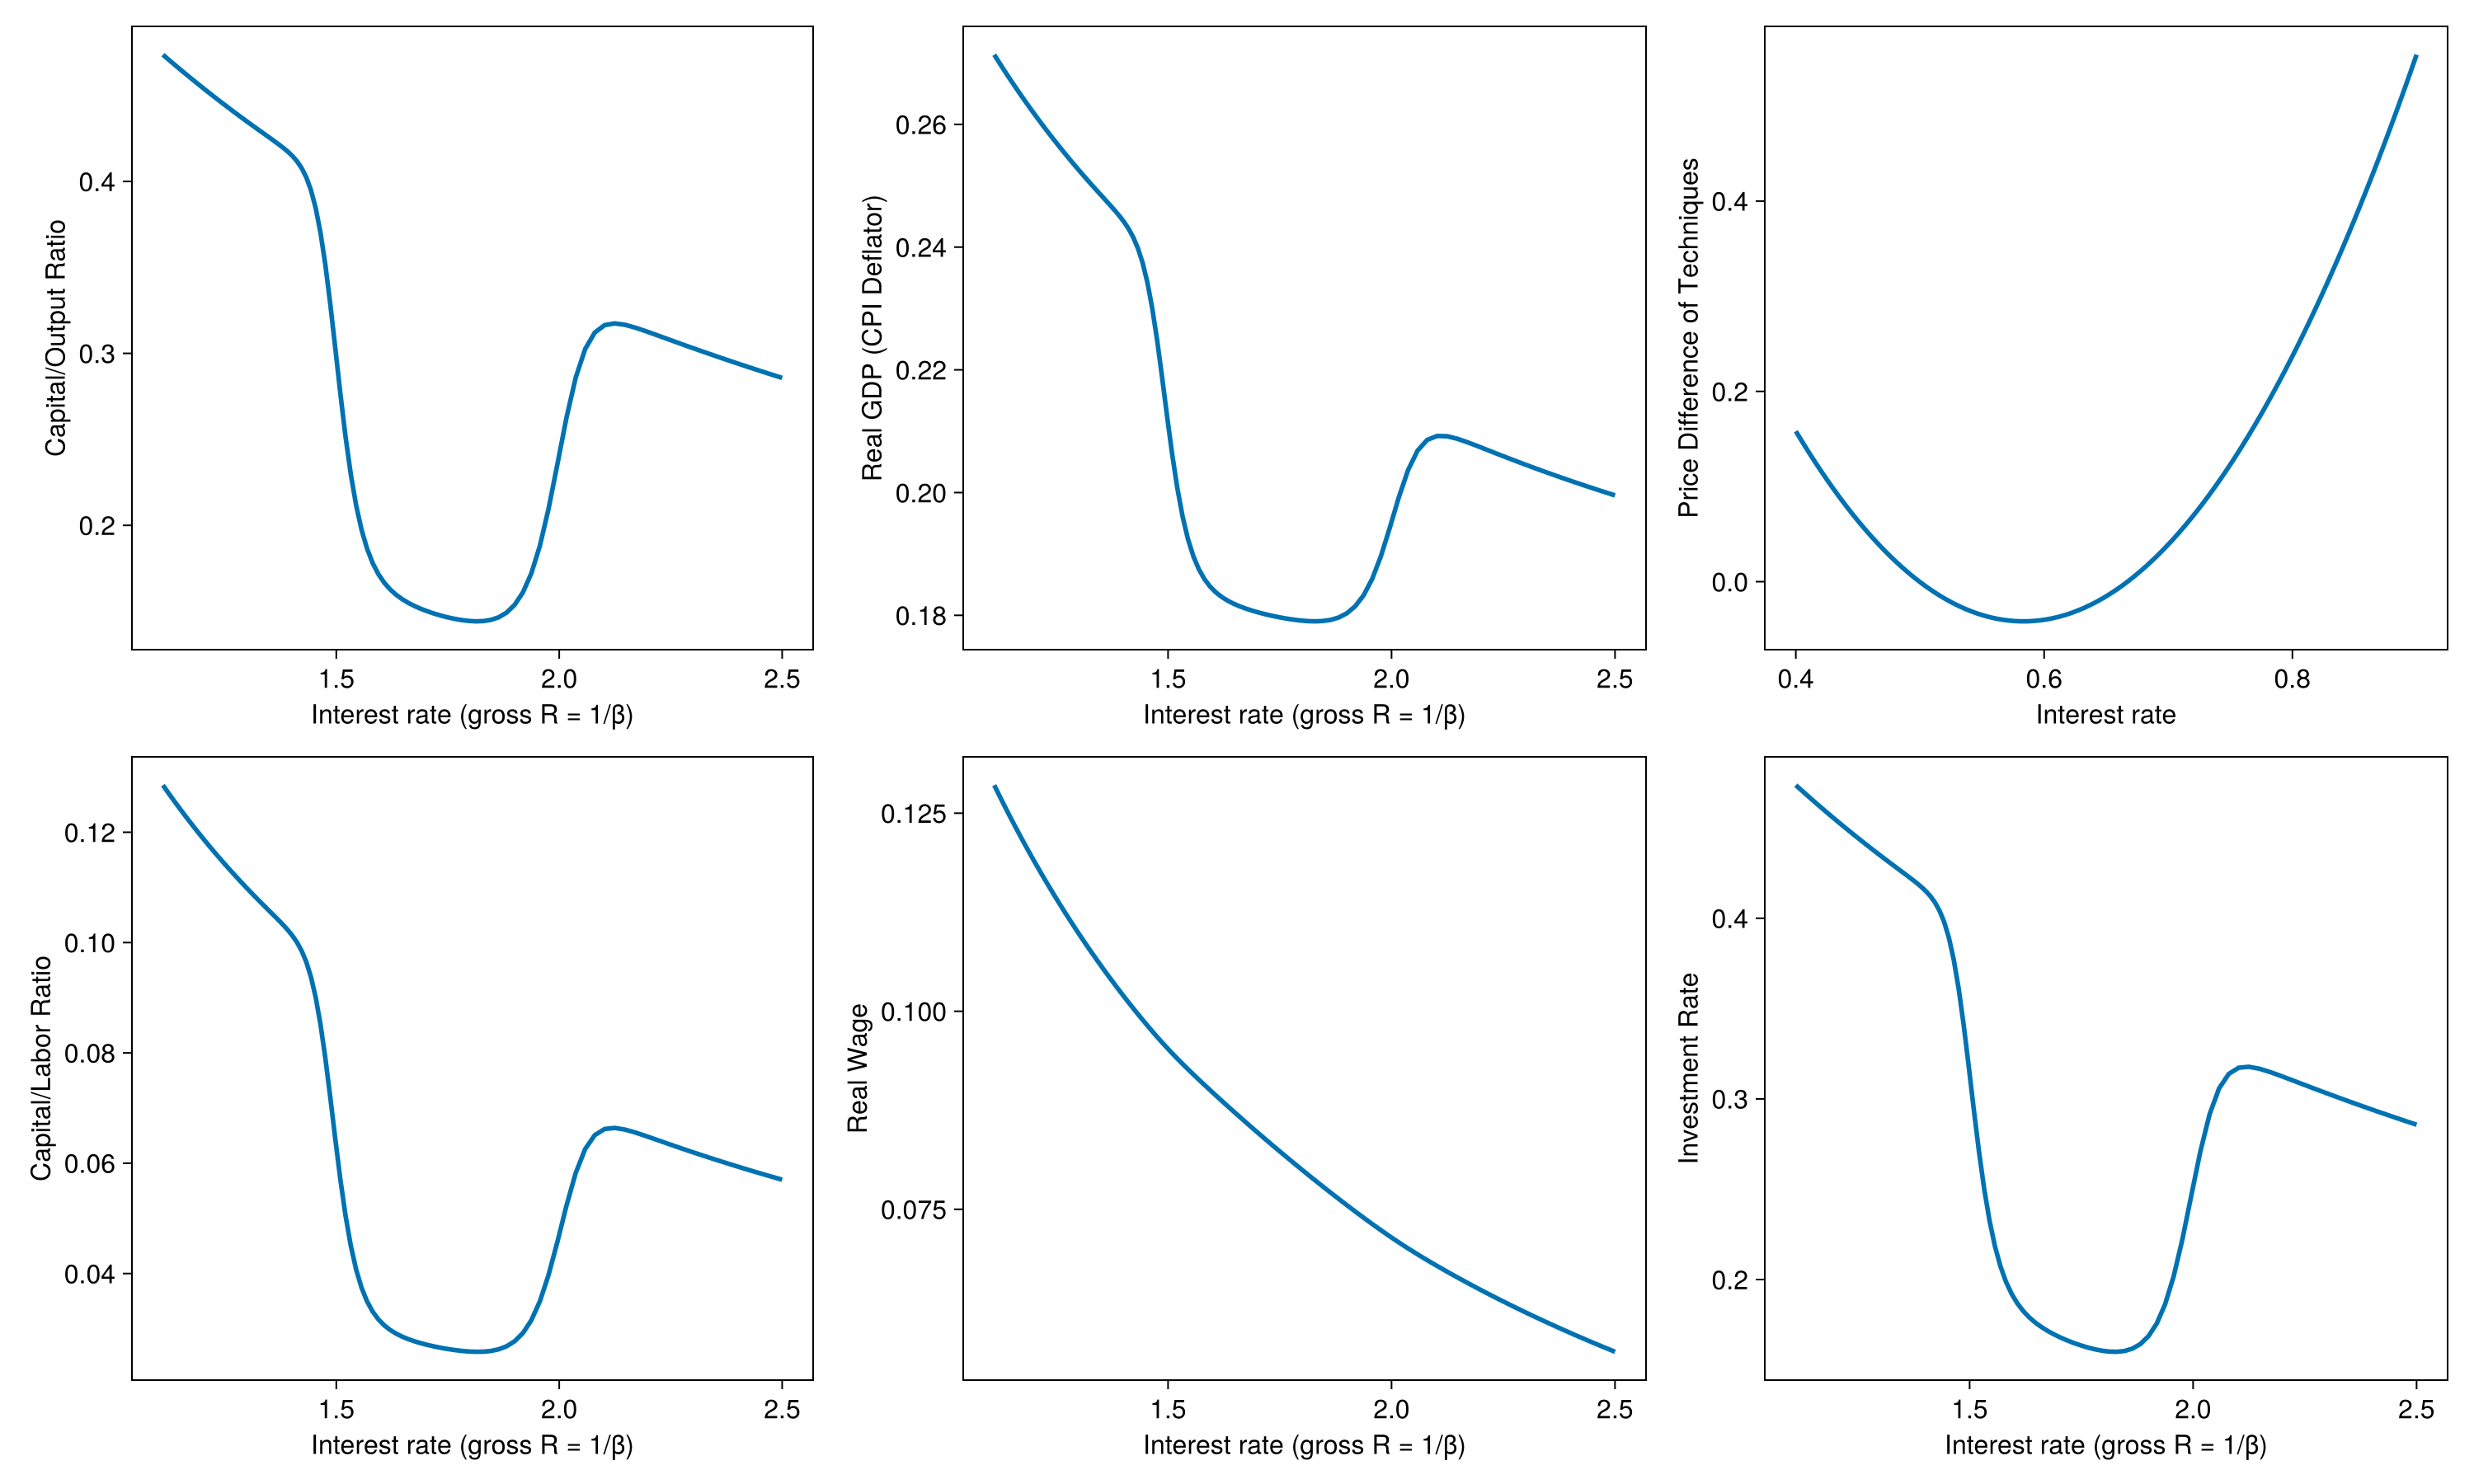 Capital/Output Ratio
0.4
0.3
0.2
1.5 2.0 2.5
Interest rate (gross R = 1/β)
Real GDP (CPI Deflator)
0.26
0.24
0.22
0.20
0.18
1.5 2.0 2.5
Interest rate (gross R = 1/β)
Price Difference of Techniques
0.4
0.2
0.0
0.4 0.6 0.8
Interest rate
Capital/Labor Ratio
0.12
0.10
0.08
0.06
0.04
1.5 2.0 2.5
Interest rate (gross R = 1/β)
Real Wage
0.125
0.100
0.075
1.5 2.0 2.5
Interest rate (gross R = 1/β)
Investment Rate
0.4
0.3
0.2
1.5 2.0 2.5
Interest rate (gross R = 1/β)